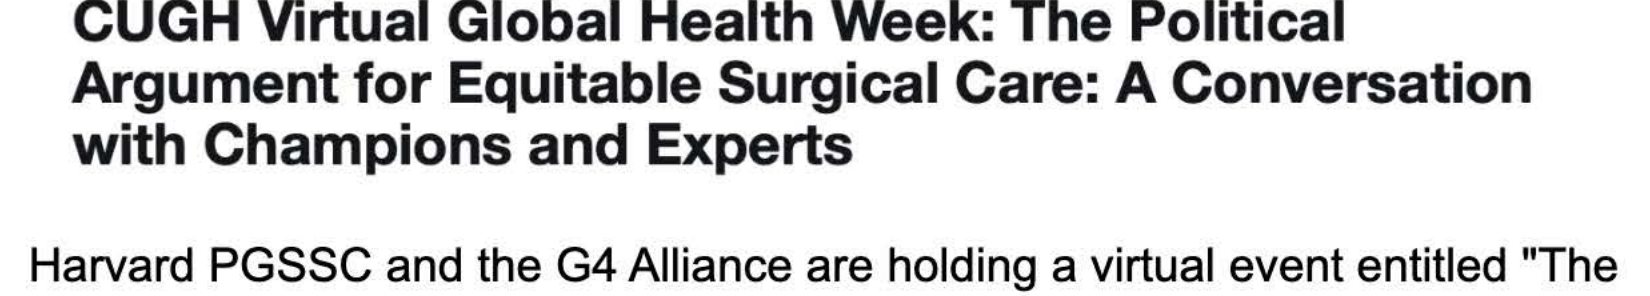 CUGH Virtual Global Health Week: The Political
Argument for Equitable Surgical Care: A Conversation
with Champions and Experts
Harvard PGSSC and the G4 Alliance are holding a virtual event entitled "The